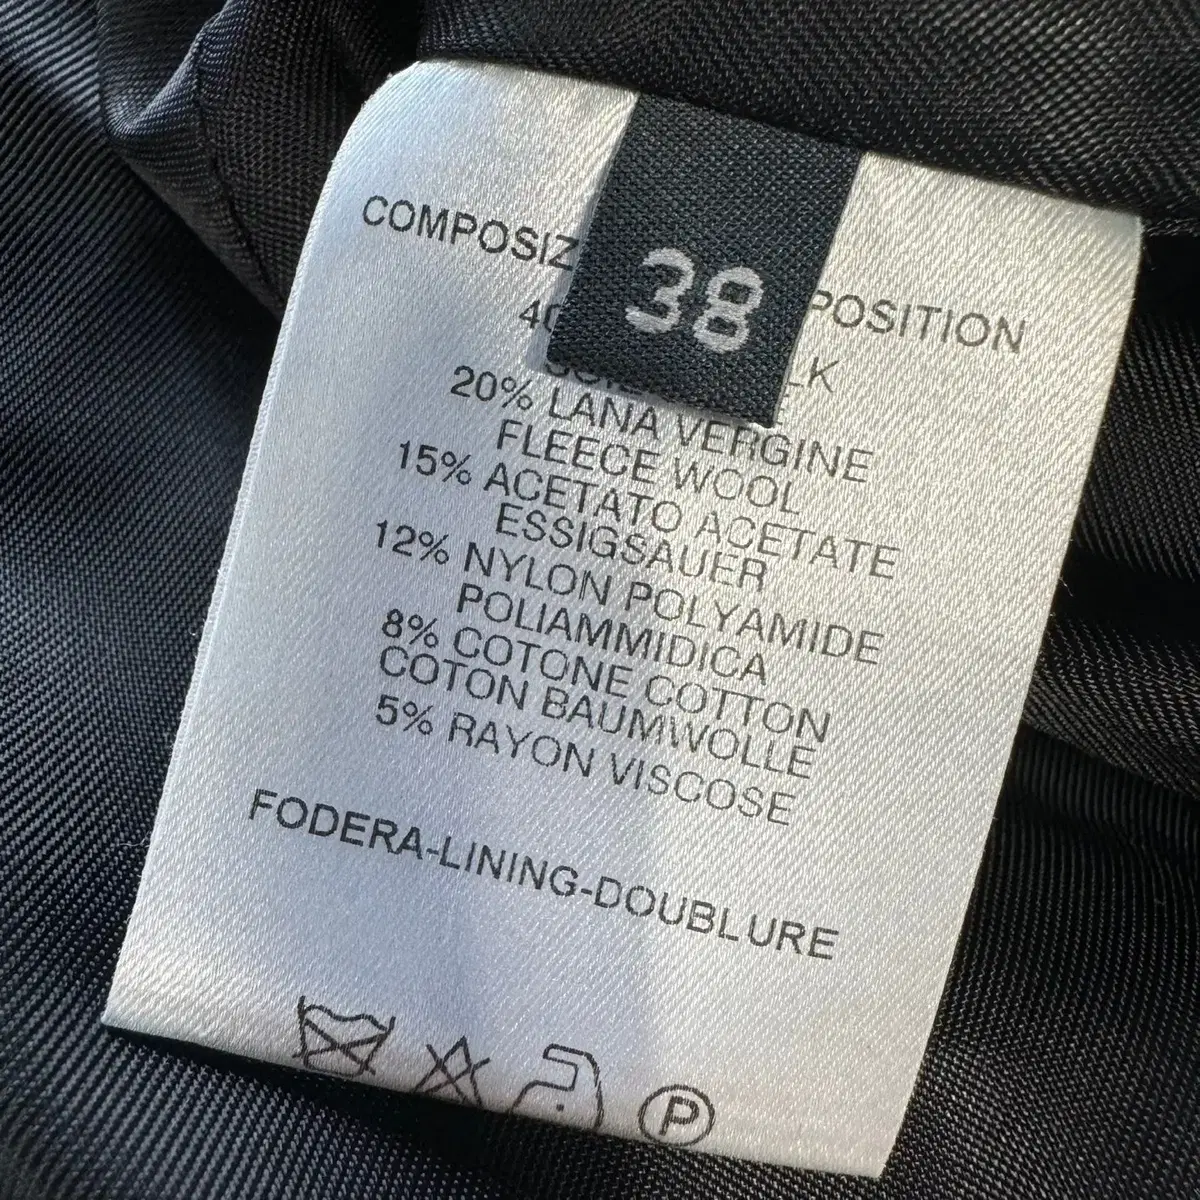 38
COMPOSIZ POSITION
40 LK
20% LANA VERGINE
FLEECE WOOL
15% ACETATO ACETATE
ESSIGSAUER
12% NYLON POLYAMIDE
POLIAMMIDICA
8% COTONE COTTON
COTON BAUMWOLLE
5% RAYON VISCOSE
FODERA-LINING-DOUBLURE
P